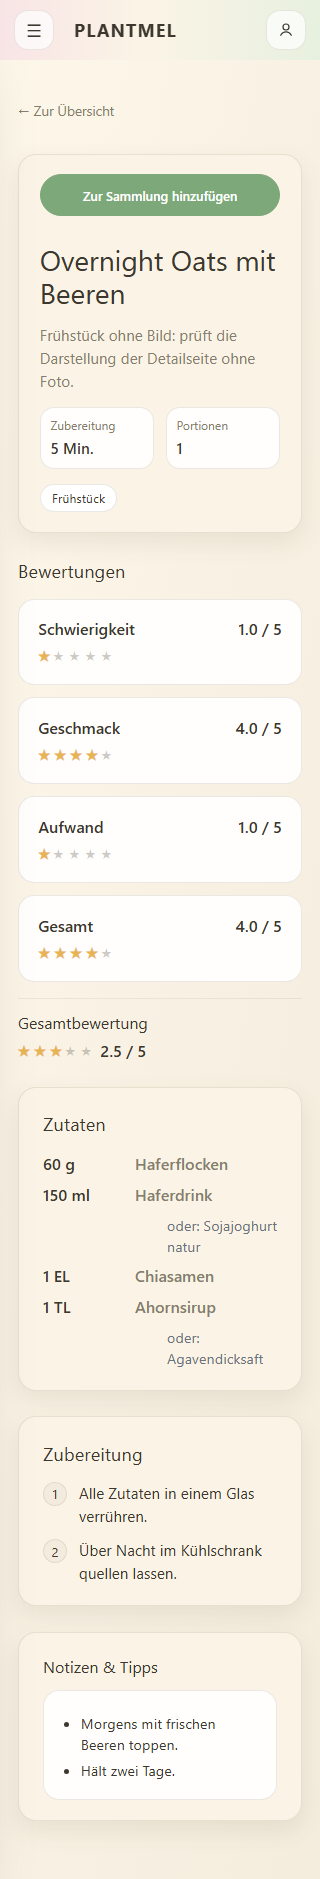 PLANTMEL
← Zur Übersicht
Zur Sammlung hinzufügen
Overnight Oats mit
Beeren
Frühstück ohne Bild: prüft die
Darstellung der Detailseite ohne
Foto.
Zubereitung
5 Min.
Portionen
1
Frühstück
Bewertungen
Schwierigkeit 1.0 / 5
Geschmack 4.0 / 5
Aufwand 1.0 / 5
Gesamt 4.0 / 5
Gesamtbewertung
2.5 / 5
Zutaten
60 g Haferflocken
150 ml Haferdrink
oder: Sojajoghurt
natur
1 EL Chiasamen
1 TL Ahornsirup
oder:
Agavendicksaft
Zubereitung
1 Alle Zutaten in einem Glas
verrühren.
2 Über Nacht im Kühlschrank
quellen lassen.
Notizen & Tipps
• Morgens mit frischen
Beeren toppen.
• Hält zwei Tage.